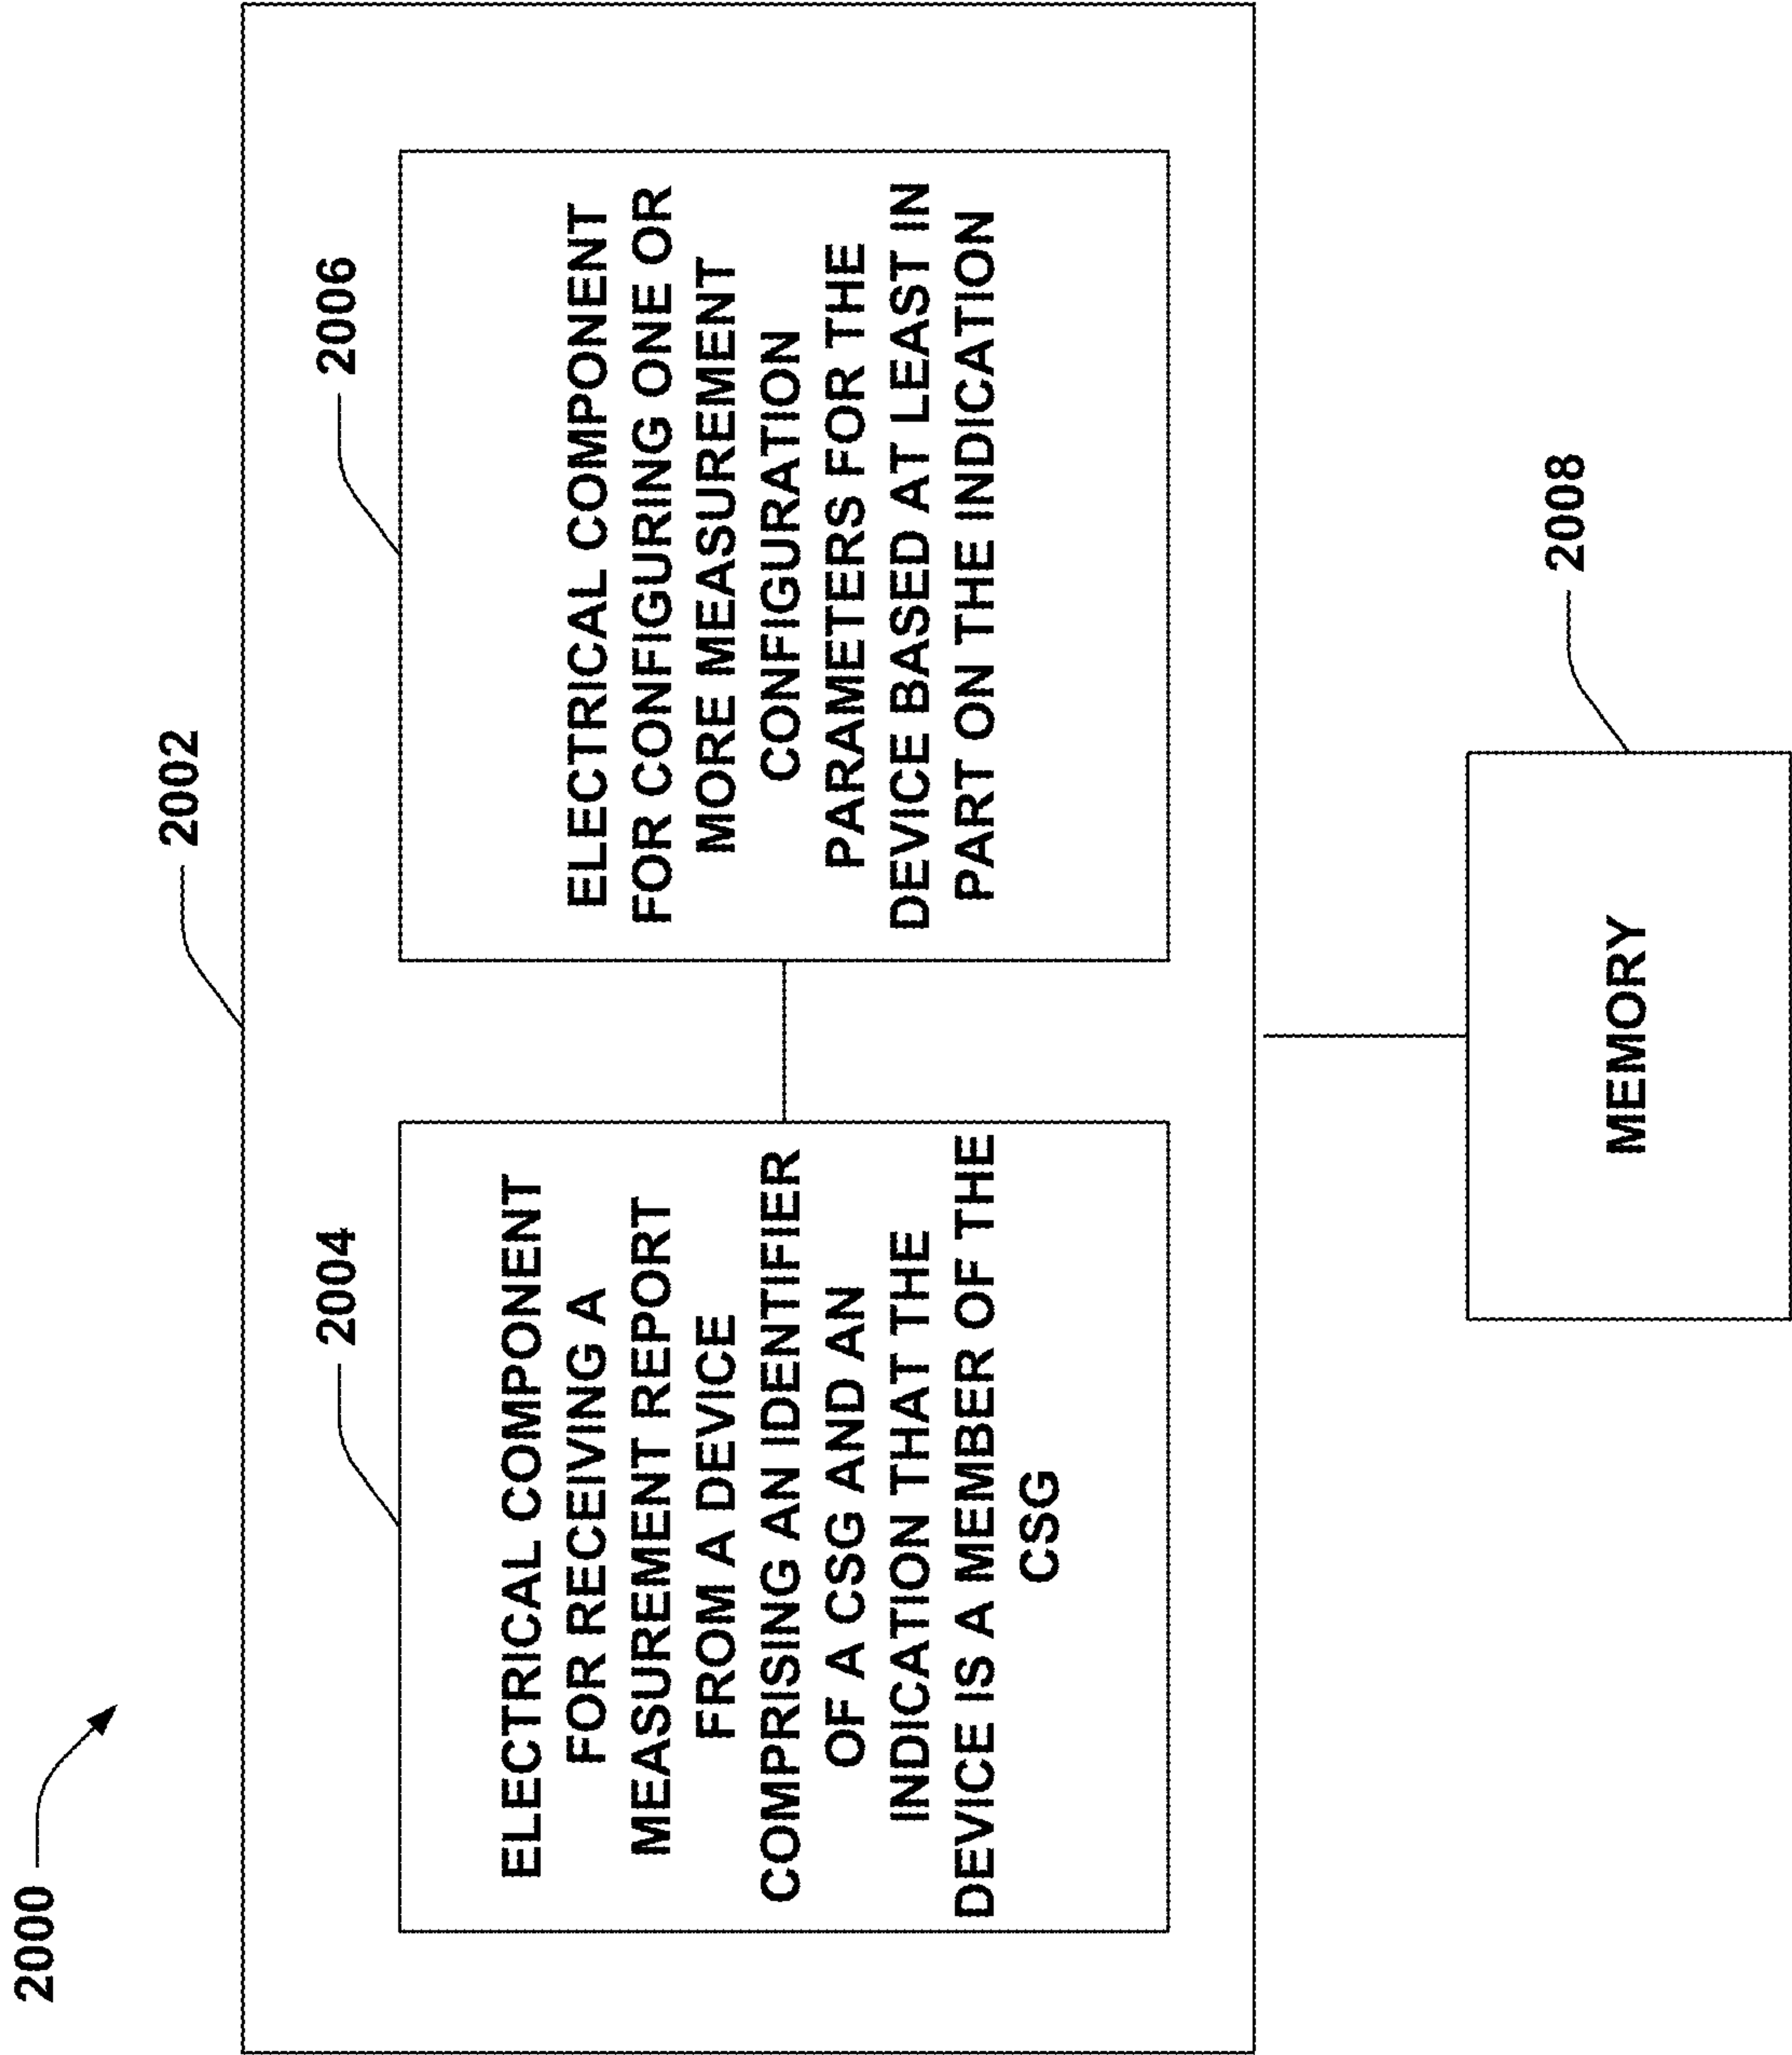 2000
2002
2004
ELECTRICAL COMPONENT
FOR RECEIVING A
MEASUREMENT REPORT
FROM A DEVICE
COMPRISING AN IDENTIFIER
OF A CSG AND AN
INDICATION THAT THE
DEVICE IS A MEMBER OF THE
CSG
2006
ELECTRICAL COMPONENT
FOR CONFIGURING ONE OR
MORE MEASUREMENT
CONFIGURATION
PARAMETERS FOR THE
DEVICE BASED AT LEAST IN
PART ON THE INDICATION
2008
MEMORY